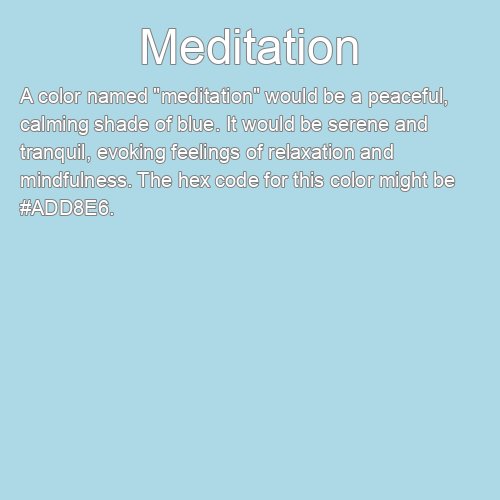 Meditation
A color named "meditation" would be a peaceful,
calming shade of blue. It would be serene and
tranquil, evoking feelings of relaxation and
mindfulness. The hex code for this color might be
#ADD8E6.